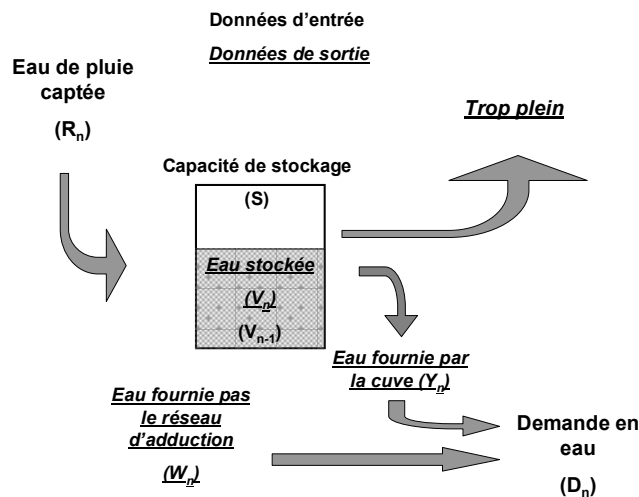 Données d'entrée
Données de sortie
Eau de pluie
captée
(Rn)
Trop plein
Capacité de stockage
(S)
Eau stockée
(Vn)
(Vn-1)
Eau fournie par
la cuve (Yn)
Eau fournie pas
le réseau
d'adduction
(Wn)
Demande en
eau
(Dn)